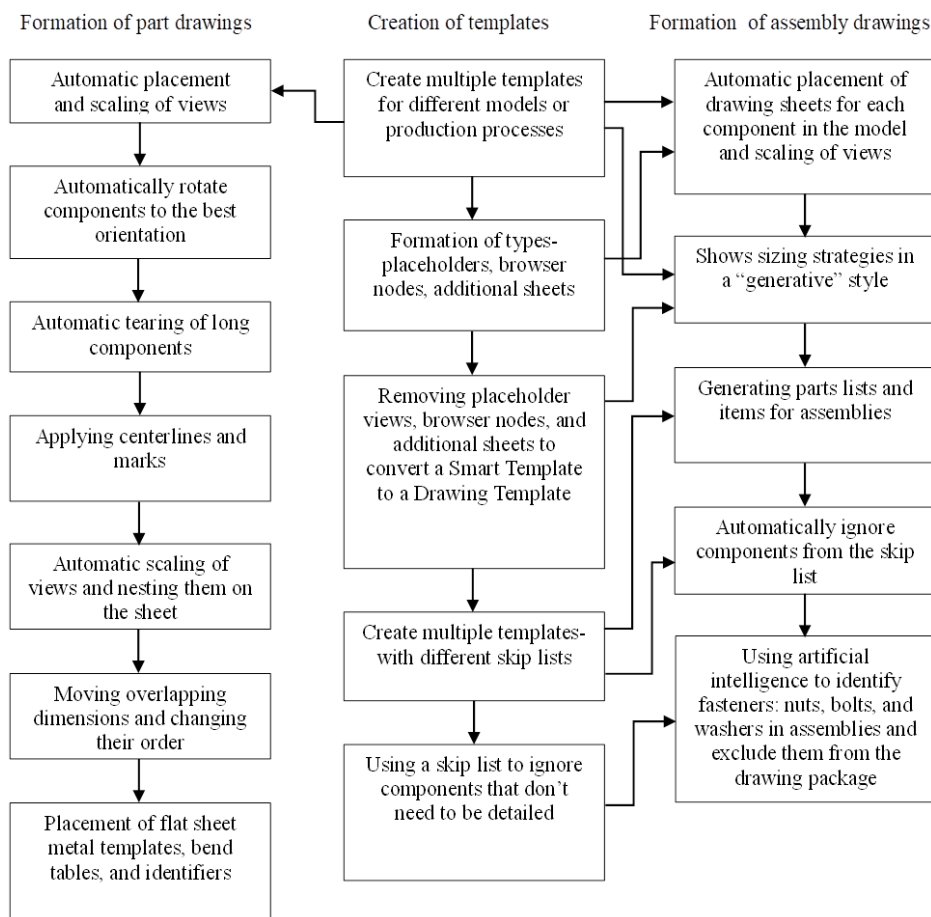 Formation of part drawings
Automatic placement
and scaling of views
Automatically rotate
components to the best
orientation
Automatic tearing of long
components
Applying centerlines and
marks
Automatic scaling of
views and nesting them on
the sheet
Moving overlapping
dimensions and changing
their order
Placement of flat sheet
metal templates, bend
tables, and identifiers
Creation of templates
Create multiple templates
for different models or
production processes
Formation of types-
placeholders, browser
nodes, additional sheets
Removing placeholder
views, browser nodes, and
additional sheets to
convert a Smart Template
to a Drawing Template
Create multiple templates-
with different skip lists
Using a skip list to ignore
components that don’t
need to be detailed
Formation of assembly drawings
Automatic placement of
drawing sheets for each
component in the model
and scaling of views
Shows sizing strategies in
a “generative” style
Generating parts lists and
items for assemblies
Automatically ignore
components from the skip
list
Using artificial
intelligence to identify
fasteners: nuts, bolts, and
washers in assemblies and
exclude them from the
drawing package